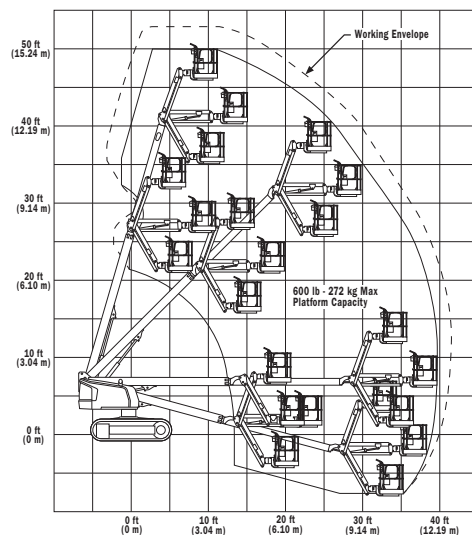 50 ft
(15.24 m)
Working Envelope
40 ft
(12.19 m)
30 ft
(9.14 m)
20 ft
(6.10 m)
600 lb - 272 kg Max
Platform Capacity
10 ft
(3.04 m)
0 ft
(0 m)
0 ft
(0 m)
10 ft
(3.04 m)
20 ft
(6.10 m)
30 ft
(9.14 m)
40 ft
(12.19 m)